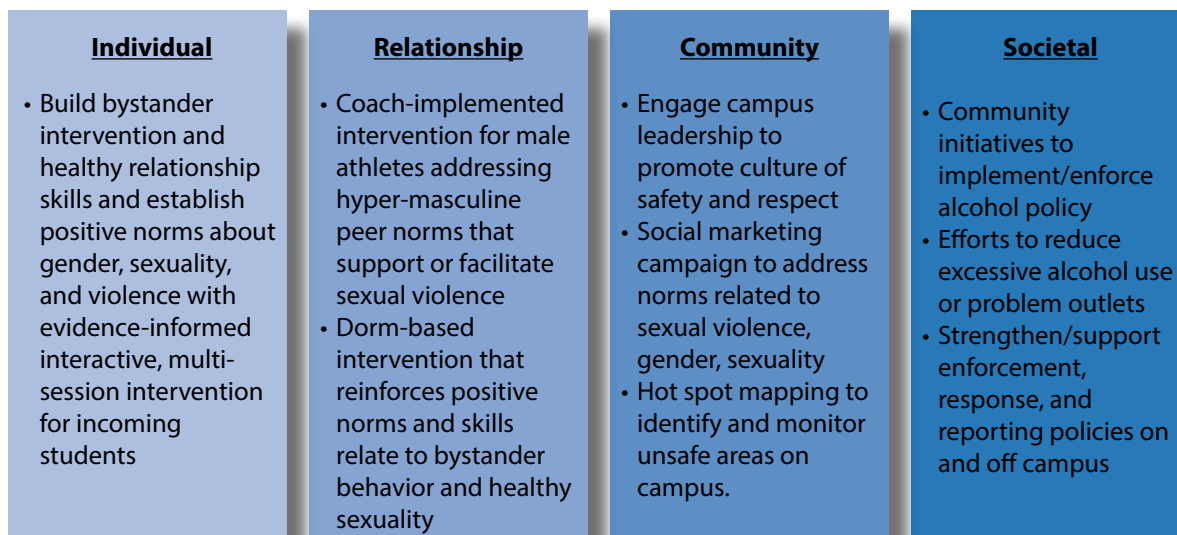 Individual
• Build bystander
intervention and
healthy relationship
skills and establish
positive norms about
gender, sexuality,
and violence with
evidence-informed
interactive, multi-
session intervention
for incoming
students
Relationship
• Coach-implemented
intervention for male
athletes addressing
hyper-masculine
peer norms that
support or facilitate
sexual violence
• Dorm-based
intervention that
reinforces positive
norms and skills
relate to bystander
behavior and healthy
sexuality
Community
• Engage campus
leadership to
promote culture of
safety and respect
• Social marketing
campaign to address
norms related to
sexual violence,
gender, sexuality
• Hot spot mapping to
identify and monitor
unsafe areas on
campus.
Societal
• Community
initiatives to
implement/enforce
alcohol policy
• Efforts to reduce
excessive alcohol use
or problem outlets
• Strengthen/support
enforcement,
response, and
reporting policies on
and off campus